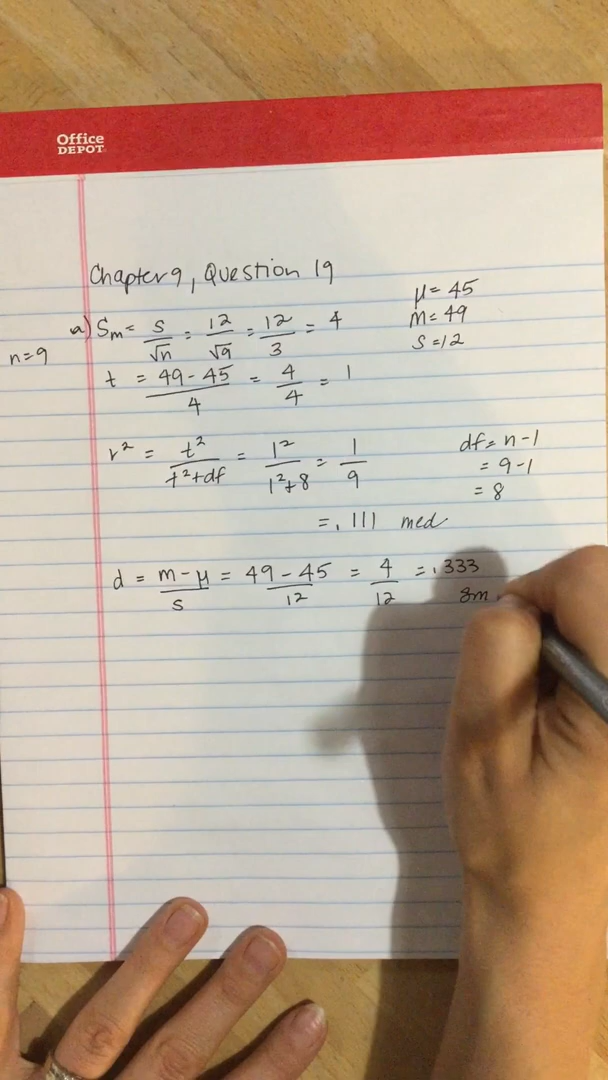 Office
DEPOT
Chapter 9, Question 19
μ = 45
m = 49
s = 12
n = 9
a) Sm = s/√n = 12/√9 = 12/3 = 4
t = 49 - 45/4 = 4/4 = 1
r² = t²/t²+df = 1²/1²+8 = 1/9
df = n-1
= 9-1
= 8
= .111 med
d = m - μ/s = 49 - 45/12 = 4/12 = .333
sm